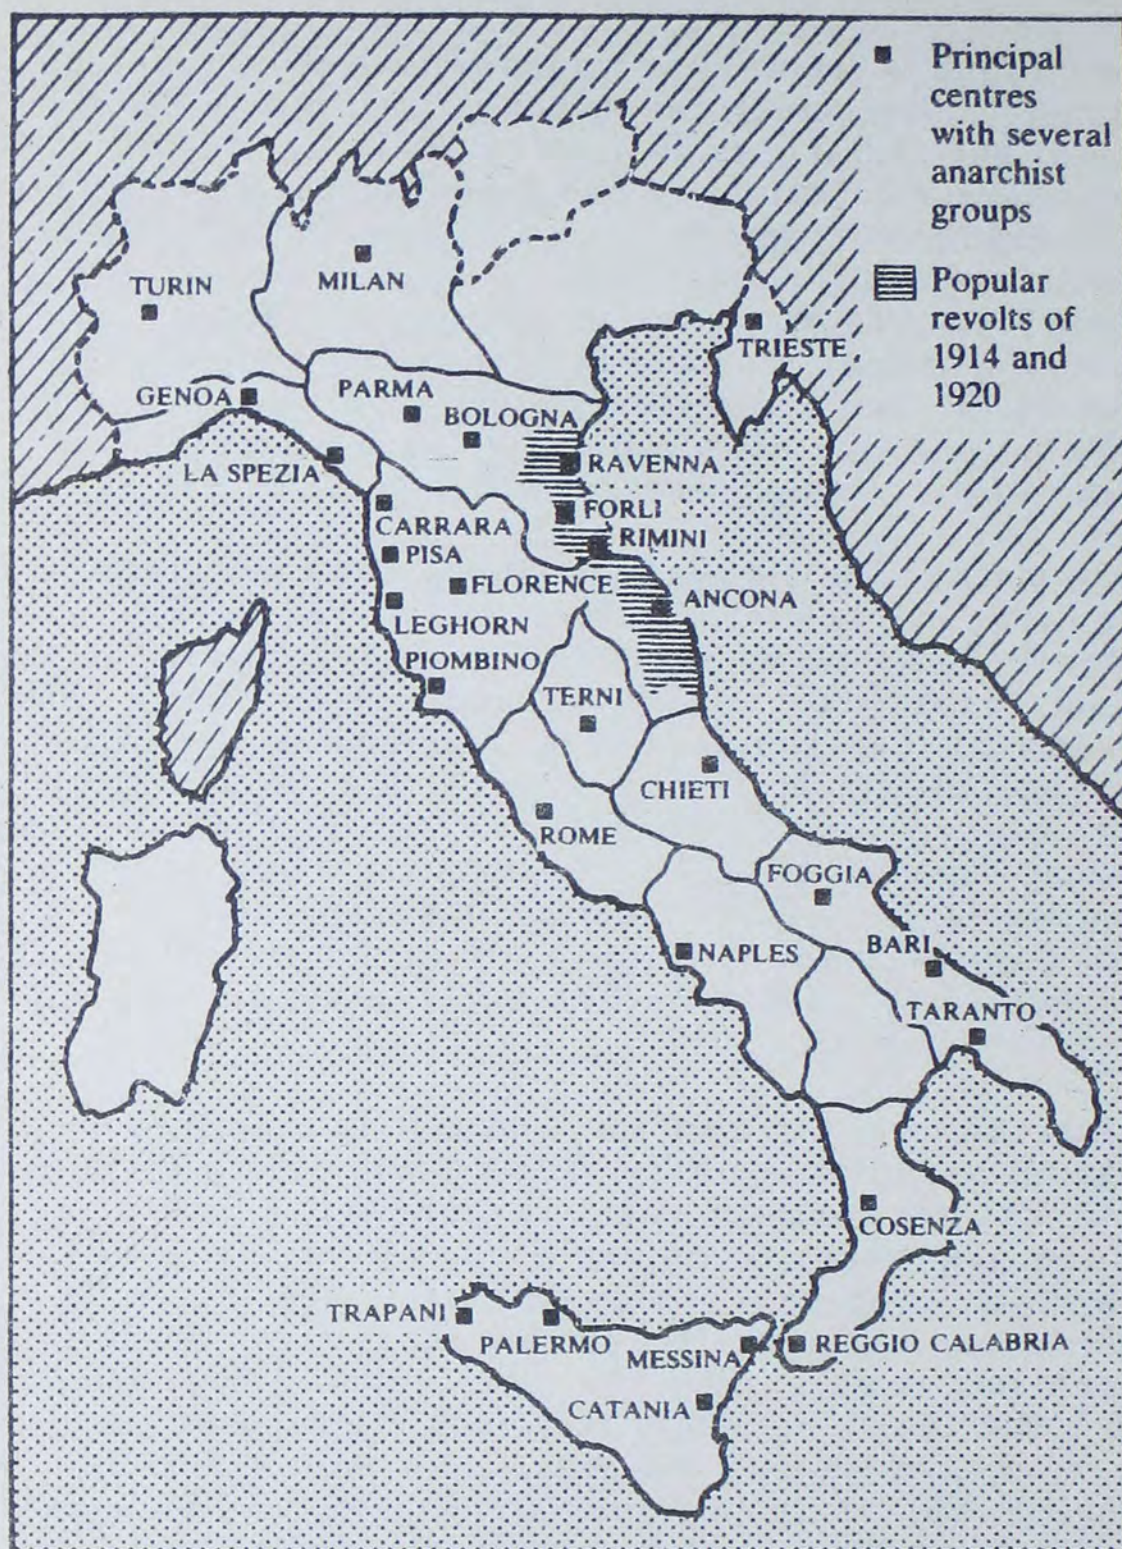 Principal
centres
with several
anarchist
groups
Popular
revolts of
1914 and
1920
TURIN
MILAN
TRIESTE
GENOA
PARMA
BOLOGNA
LA SPEZIA
RAVENNA
CARRARA
FORLI
PISA
RIMINI
FLORENCE
ANCONA
LEGHORN
PIOMBINO
TERNI
CHIETI
ROME
FOGGIA
NAPLES
BARI
TARANTO
COSENZA
TRAPANI
PALERMO
MESSINA
REGGIO CALABRIA
CATANIA